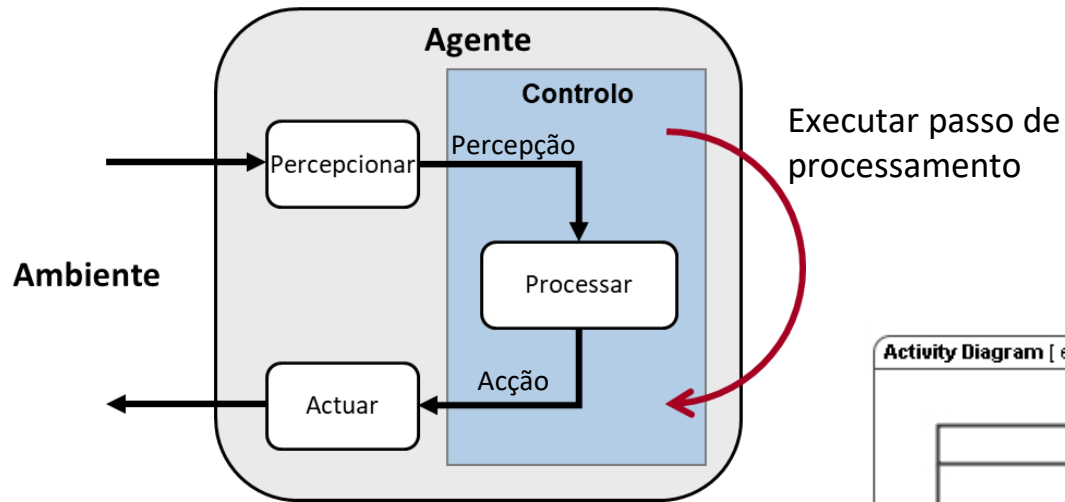 Agente
Controlo
Executar passo de
processamento
Percepcionar
Percepção
Ambiente
Processar
Acção
Actuar
Activity Diagram [